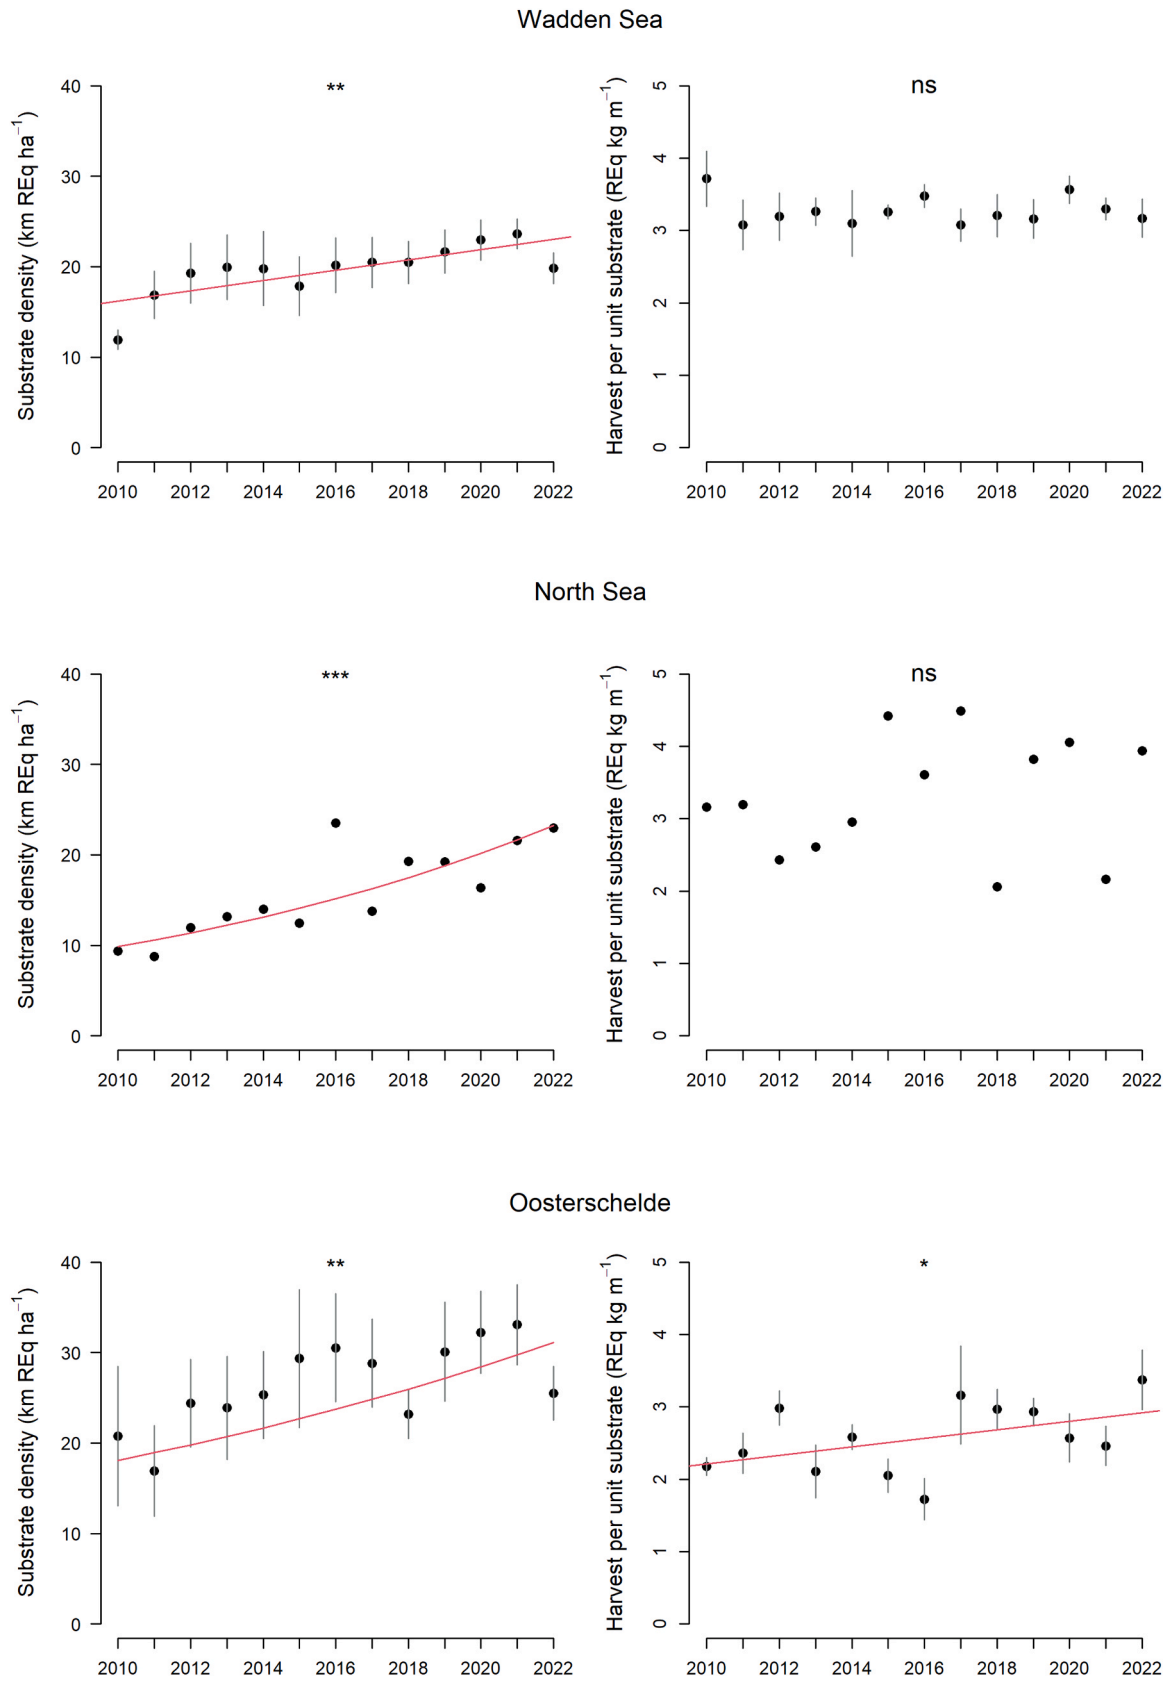 Wadden Sea
Substrate density (km REq ha⁻¹)
40
30
20
10
0
**
2010 2012 2014 2016 2018 2020 2022
Harvest per unit substrate (REq kg m⁻¹)
5
4
3
2
1
0
ns
2010 2012 2014 2016 2018 2020 2022
North Sea
Substrate density (km REq ha⁻¹)
40
30
20
10
0
***
2010 2012 2014 2016 2018 2020 2022
Harvest per unit substrate (REq kg m⁻¹)
5
4
3
2
1
0
ns
2010 2012 2014 2016 2018 2020 2022
Oosterschelde
Substrate density (km REq ha⁻¹)
40
30
20
10
0
**
2010 2012 2014 2016 2018 2020 2022
Harvest per unit substrate (REq kg m⁻¹)
5
4
3
2
1
0
*
2010 2012 2014 2016 2018 2020 2022